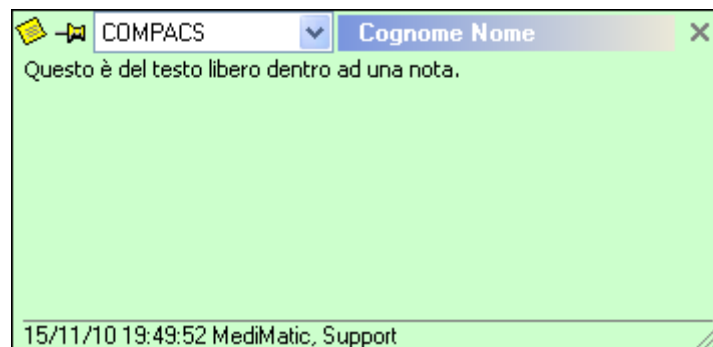 COMPACS Cognome Nome
Questo è del testo libero dentro ad una nota.
15/11/10 19:49:52 MediMatic, Support